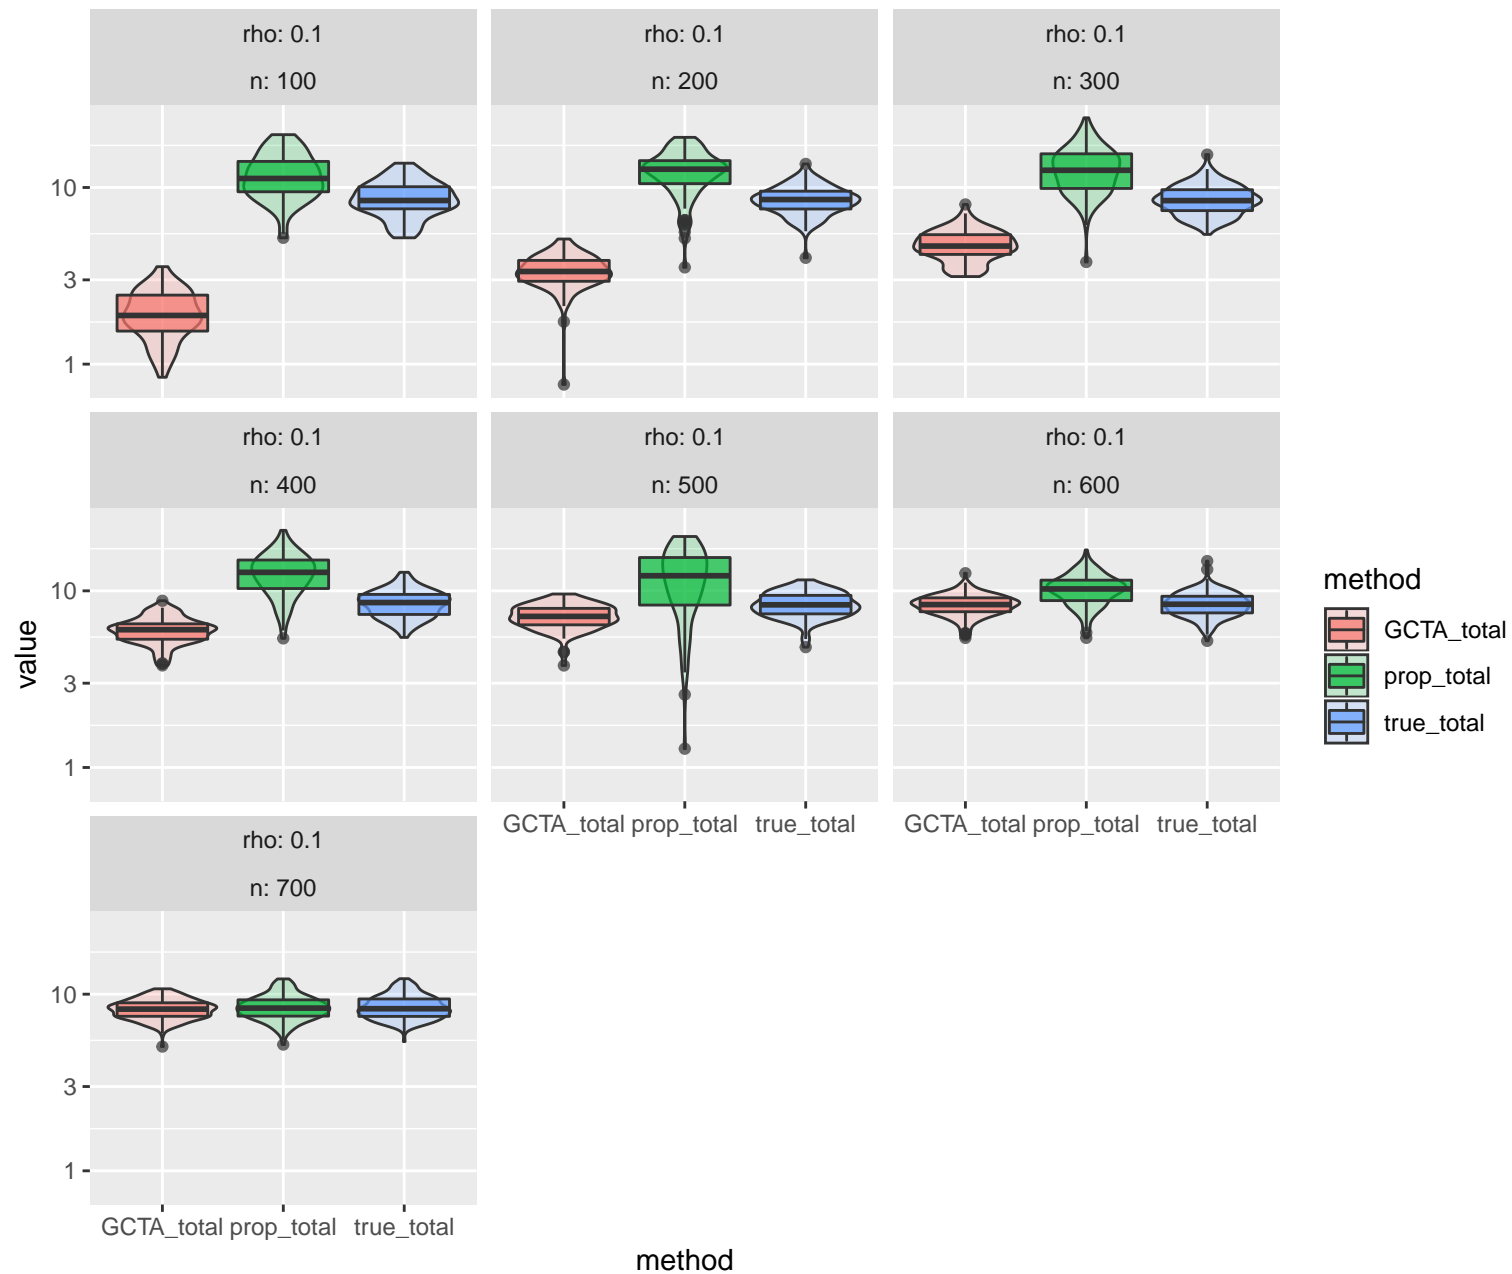 rho: 0.1
rho: 0.1
rho: 0.1
n: 100
n: 200
n: 300
10
3
1
rho: 0.1
rho: 0.1
rho: 0.1
n: 400
n: 500
n: 600
10
3
1
GCTA_total prop_total true_total
GCTA_total prop_total true_total
rho: 0.1
n: 700
10
3
1
GCTA_total prop_total true_total
value
method
method
GCTA_total
prop_total
true_total